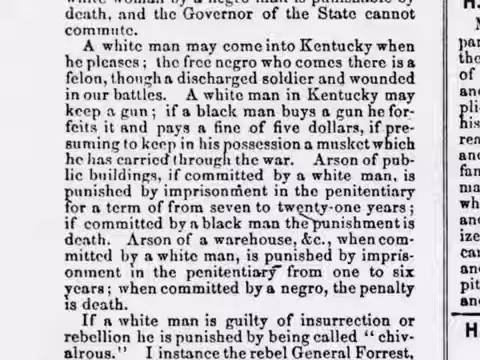 white woman by a negro man is punishable by
death, and the Governor of the State cannot
commute.
A white man may come into Kentucky when
he pleases; the free negro who comes there is a
felon, though a discharged soldier and wounded
in our battles. A white man in Kentucky may
keep a gun; if a black man buys a gun he for-
feits it and pays a fine of five dollars, if pre-
suming to keep in his possession a musket which
he has carried through the war. Arson of pub-
lic buildings, if committed by a white man, is
punished by imprisonment in the penitentiary
for a term of from seven to twenty-one years;
if committed by a black man the punishment is
death. Arson of a warehouse, &c., when com-
mitted by a white man, is punished by impris-
onment in the penitentiary from one to six
years; when committed by a negro, the penalty
is death.
If a white man is guilty of insurrection or
rebellion he is punished by being called "chiv-
alrous." I instance the rebel General Forrest,